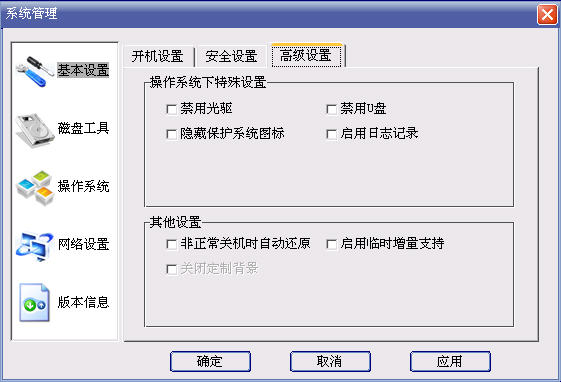 系统管理
基本设置
磁盘工具
操作系统
网络设置
版本信息
开机设置 安全设置 高级设置
操作系统下特殊设置
禁用光驱 禁用U盘
隐藏保护系统图标 启用日志记录
其他设置
非正常关机时自动还原 启用临时增量支持
关闭定制背景
确定 取消 应用